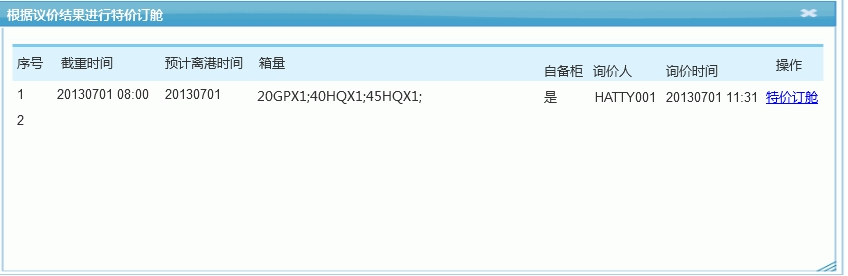 根据议价结果进行特价订舱
序号 截重时间 预计离港时间 箱量 自备柜 询价人 询价时间 操作
1 20130701 08:00 20130701 20GPX1;40HQX1;45HQX1; 是 HATTY001 20130701 11:31 特价订舱
2